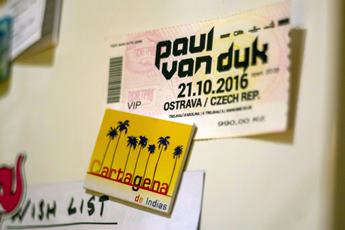 paul
van dyk
21.10.2016
VIP
OSTRAVA / CZECH REP.
990,00 Kč
Cartagena
de Indias
WISH LIST